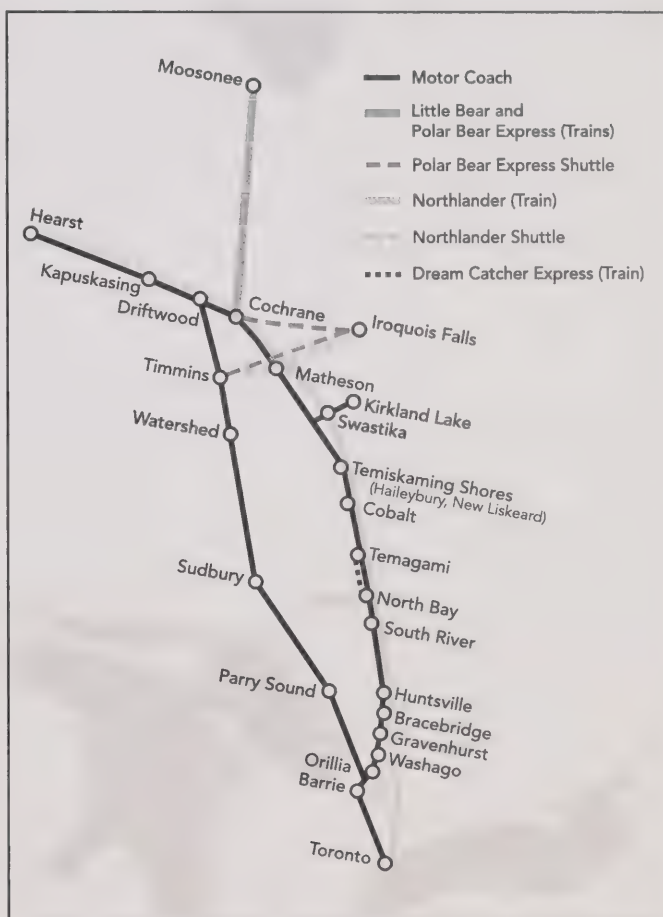 Moosonee
Motor Coach
Little Bear and
Polar Bear Express (Trains)
Polar Bear Express Shuttle
Northlander (Train)
Northlander Shuttle
Dream Catcher Express (Train)
Hearst
Kapuskasing
Driftwood
Cochrane
Iroquois Falls
Timmins
Matheson
Kirkland Lake
Swastika
Watershed
Temiskaming Shores
(Haileybury, New Liskeard)
Cobalt
Temagami
Sudbury
North Bay
South River
Parry Sound
Huntsville
Bracebridge
Gravenhurst
Washago
Orillia
Barrie
Toronto